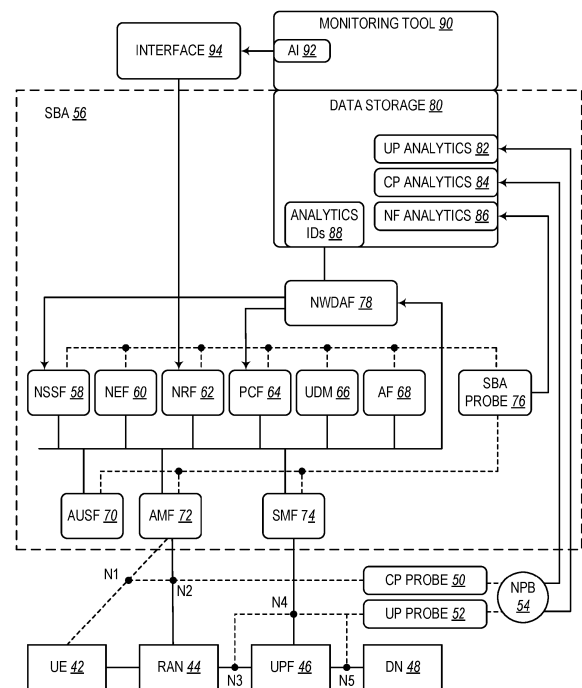 MONITORING TOOL 90
INTERFACE 94
AI 92
SBA 56
DATA STORAGE 80
UP ANALYTICS 82
CP ANALYTICS 84
NF ANALYTICS 86
ANALYTICS
IDs 88
NWDAF 78
NSSF 58
NEF 60
NRF 62
PCF 64
UDM 66
AF 68
SBA
PROBE 76
AUSF 70
AMF 72
SMF 74
N1
N2
CP PROBE 50
NPB
54
N4
UP PROBE 52
UE 42
RAN 44
N3
UPF 46
N5
DN 48